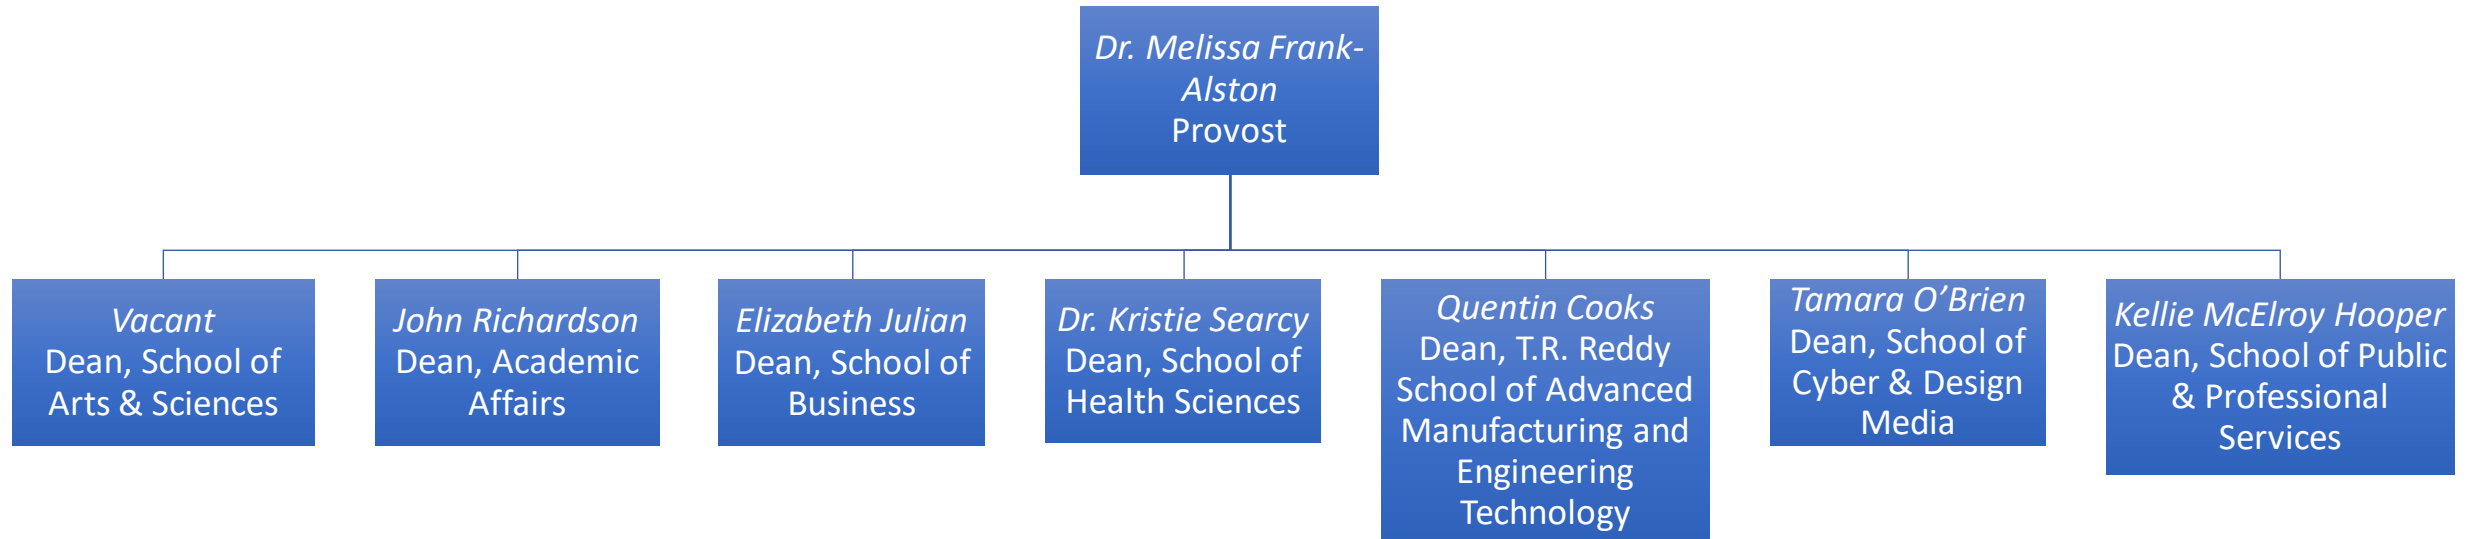 Dr. Melissa Frank-
Alston
Provost
Vacant
Dean, School of
Arts & Sciences
John Richardson
Dean, Academic
Affairs
Elizabeth Julian
Dean, School of
Business
Dr. Kristie Searcy
Dean, School of
Health Sciences
Quentin Cooks
Dean, T.R. Reddy
School of Advanced
Manufacturing and
Engineering
Technology
Tamara O’Brien
Dean, School of
Cyber & Design
Media
Kellie McElroy Hooper
Dean, School of Public
& Professional
Services